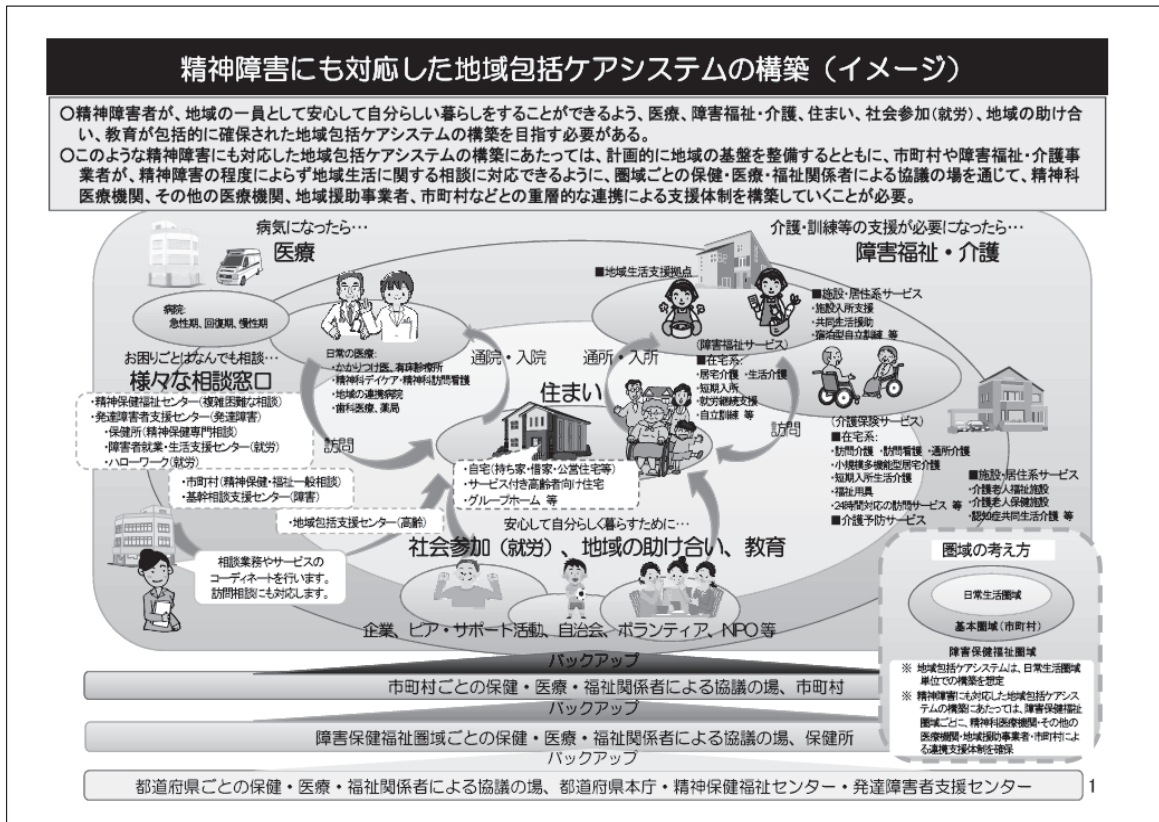 精神障害にも対応した地域包括ケアシステムの構築（イメージ）
○精神障害者が、地域の一員として安心して自分らしい暮らしをすることができるよう、医療、障害福祉・介護、住まい、社会参加(就労)、地域の助け合
い、教育が包括的に確保された地域包括ケアシステムの構築を目指す必要がある。
○このような精神障害にも対応した地域包括ケアシステムの構築にあたっては、計画的に地域の基盤を整備するとともに、市町村や障害福祉・介護事
業者が、精神障害の程度によらず地域生活に関する相談に対応できるように、圏域ごとの保健・医療・福祉関係者による協議の場を通じて、精神科
医療機関、その他の医療機関、地域援助事業者、市町村などとの重層的な連携による支援体制を構築していくことが必要。
病気になったら…
医療
病院:
急性期、回復期、慢性期
日常の医療:
・かかりつけ医、有床診療所
・精神科デイケア・精神科訪問看護
・地域の連携病院
・歯科医療、薬局
通院・入院
訪問
お困りごとはなんでも相談…
様々な相談窓口
・精神保健福祉センター(複雑困難な相談)
・発達障害者支援センター(発達障害)
・保健所(精神保健専門相談)
・障害者就業・生活支援センター(就労)
・ハローワーク(就労)
・市町村(精神保健・福祉一般相談)
・基幹相談支援センター(障害)
・地域包括支援センター(高齢)
相談業務やサービスの
コーディネートを行います。
訪問相談にも対応します。
住まい
・自宅(持ち家・借家・公営住宅等)
・サービス付き高齢者向け住宅
・グループホーム 等
通所・入所
訪問
介護・訓練等の支援が必要になったら…
障害福祉・介護
■地域生活支援拠点
(障害福祉サービス)
■在宅系:
・居宅介護 ・生活介護
・短期入所
・就労継続支援
・自立訓練 等
■施設・居住系サービス
・施設入所支援
・共同生活援助
・宿泊型自立訓練 等
(介護保険サービス)
■在宅系:
・訪問介護 ・訪問看護 ・通所介護
・小規模多機能型居宅介護
・短期入所生活介護
・福祉用具
・24時間対応の訪問サービス 等
■介護予防サービス
■施設・居住系サービス
・介護老人福祉施設
・介護老人保健施設
・認知症共同生活介護 等
安心して自分らしく暮らすために…
社会参加（就労）、地域の助け合い、教育
企業、ピア・サポート活動、自治会、ボランティア、NPO等
圏域の考え方
日常生活圏域
基本圏域(市町村)
障害保健福祉圏域
※ 地域包括ケアシステムは、日常生活圏域
単位での構築を想定
※ 精神障害にも対応した地域包括ケアシス
テムの構築にあたっては、障害保健福祉
圏域ごとに、精神科医療機関・その他の
医療機関・地域援助事業者・市町村によ
る連携支援体制を確保
バックアップ
市町村ごとの保健・医療・福祉関係者による協議の場、市町村
バックアップ
障害保健福祉圏域ごとの保健・医療・福祉関係者による協議の場、保健所
バックアップ
都道府県ごとの保健・医療・福祉関係者による協議の場、都道府県本庁・精神保健福祉センター・発達障害者支援センター
1